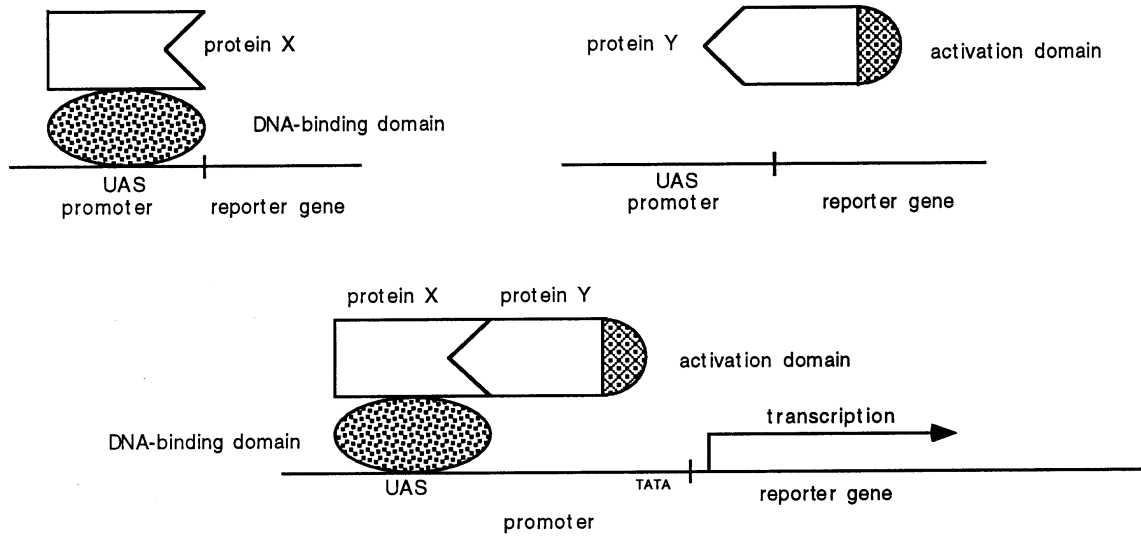 protein X
DNA-binding domain
UAS
promoter
reporter gene
protein Y
activation domain
UAS
promoter
reporter gene
protein X
protein Y
activation domain
DNA-binding domain
transcription
UAS
TATA
reporter gene
promoter